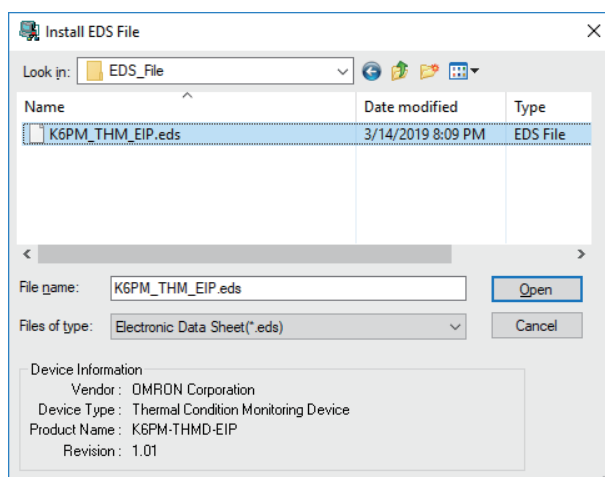 Install EDS File
Look in: EDS_File
Name Date modified Type
K6PM_THM_EIP.eds 3/14/2019 8:09 PM EDS File
File name: K6PM_THM_EIP.eds Open
Files of type: Electronic Data Sheet(*.eds) Cancel
Device Information
Vendor : OMRON Corporation
Device Type : Thermal Condition Monitoring Device
Product Name : K6PM-THMD-EIP
Revision : 1.01